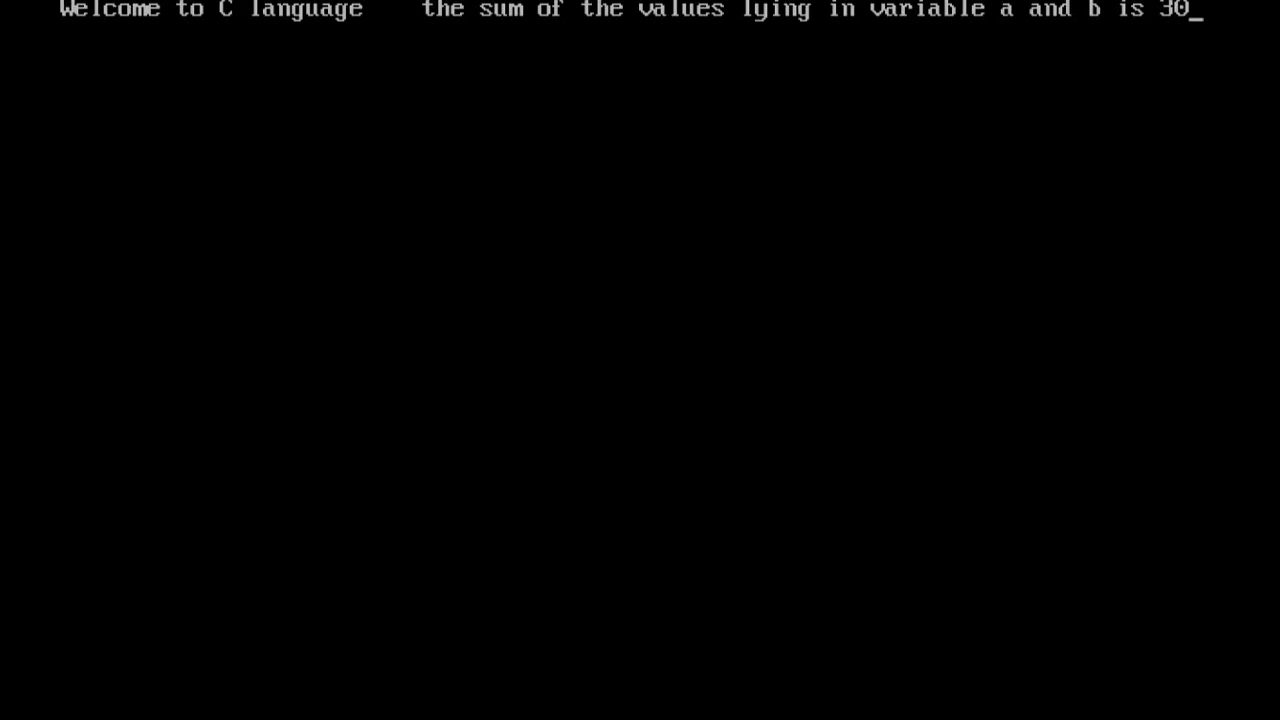 Welcome to C language    the sum of the values lying in variable a and b is 30_